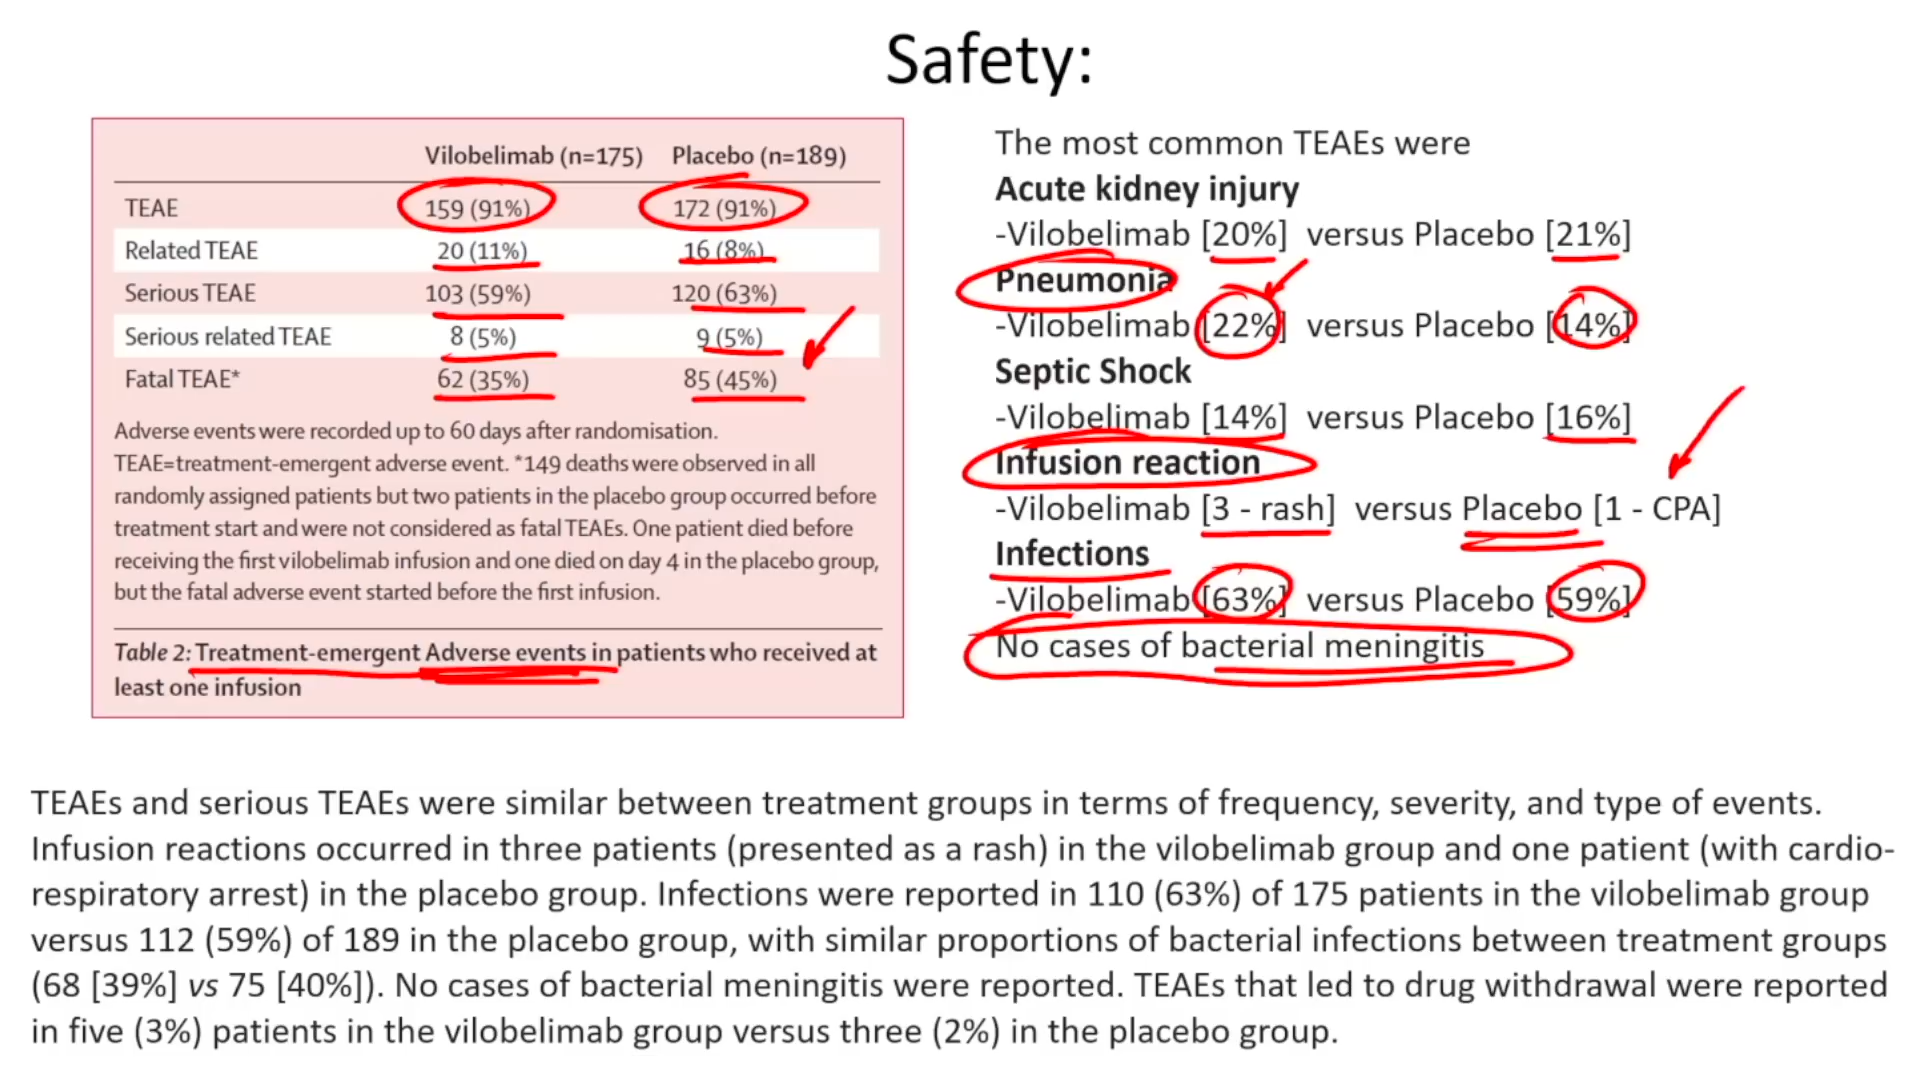 Safety:
Vilobelimab (n=175) Placebo (n=189)
TEAE 159 (91%) 172 (91%)
Related TEAE 20 (11%) 16 (8%)
Serious TEAE 103 (59%) 120 (63%)
Serious related TEAE 8 (5%) 9 (5%)
Fatal TEAE* 62 (35%) 85 (45%)
Adverse events were recorded up to 60 days after randomisation.
TEAE=treatment-emergent adverse event. *149 deaths were observed in all
randomly assigned patients but two patients in the placebo group occurred before
treatment start and were not considered as fatal TEAEs. One patient died before
receiving the first vilobelimab infusion and one died on day 4 in the placebo group,
but the fatal adverse event started before the first infusion.
Table 2: Treatment-emergent Adverse events in patients who received at
least one infusion
The most common TEAEs were
Acute kidney injury
-Vilobelimab [20%] versus Placebo [21%]
Pneumonia
-Vilobelimab [22%] versus Placebo [14%]
Septic Shock
-Vilobelimab [14%] versus Placebo [16%]
Infusion reaction
-Vilobelimab [3 - rash] versus Placebo [1 - CPA]
Infections
-Vilobelimab [63%] versus Placebo [59%]
No cases of bacterial meningitis
TEAEs and serious TEAEs were similar between treatment groups in terms of frequency, severity, and type of events.
Infusion reactions occurred in three patients (presented as a rash) in the vilobelimab group and one patient (with cardio-
respiratory arrest) in the placebo group. Infections were reported in 110 (63%) of 175 patients in the vilobelimab group
versus 112 (59%) of 189 in the placebo group, with similar proportions of bacterial infections between treatment groups
(68 [39%] vs 75 [40%]). No cases of bacterial meningitis were reported. TEAEs that led to drug withdrawal were reported
in five (3%) patients in the vilobelimab group versus three (2%) in the placebo group.